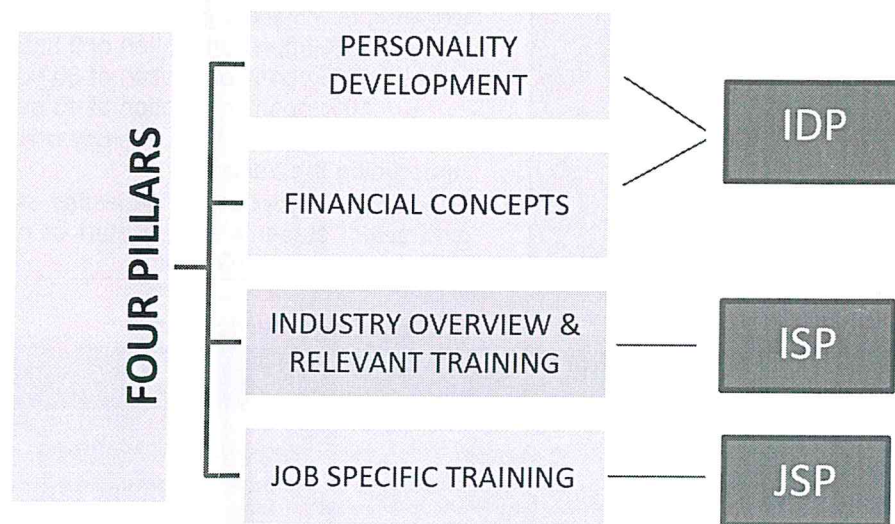 FOUR PILLARS
PERSONALITY
DEVELOPMENT
FINANCIAL CONCEPTS
INDUSTRY OVERVIEW &
RELEVANT TRAINING
JOB SPECIFIC TRAINING
IDP
ISP
JSP